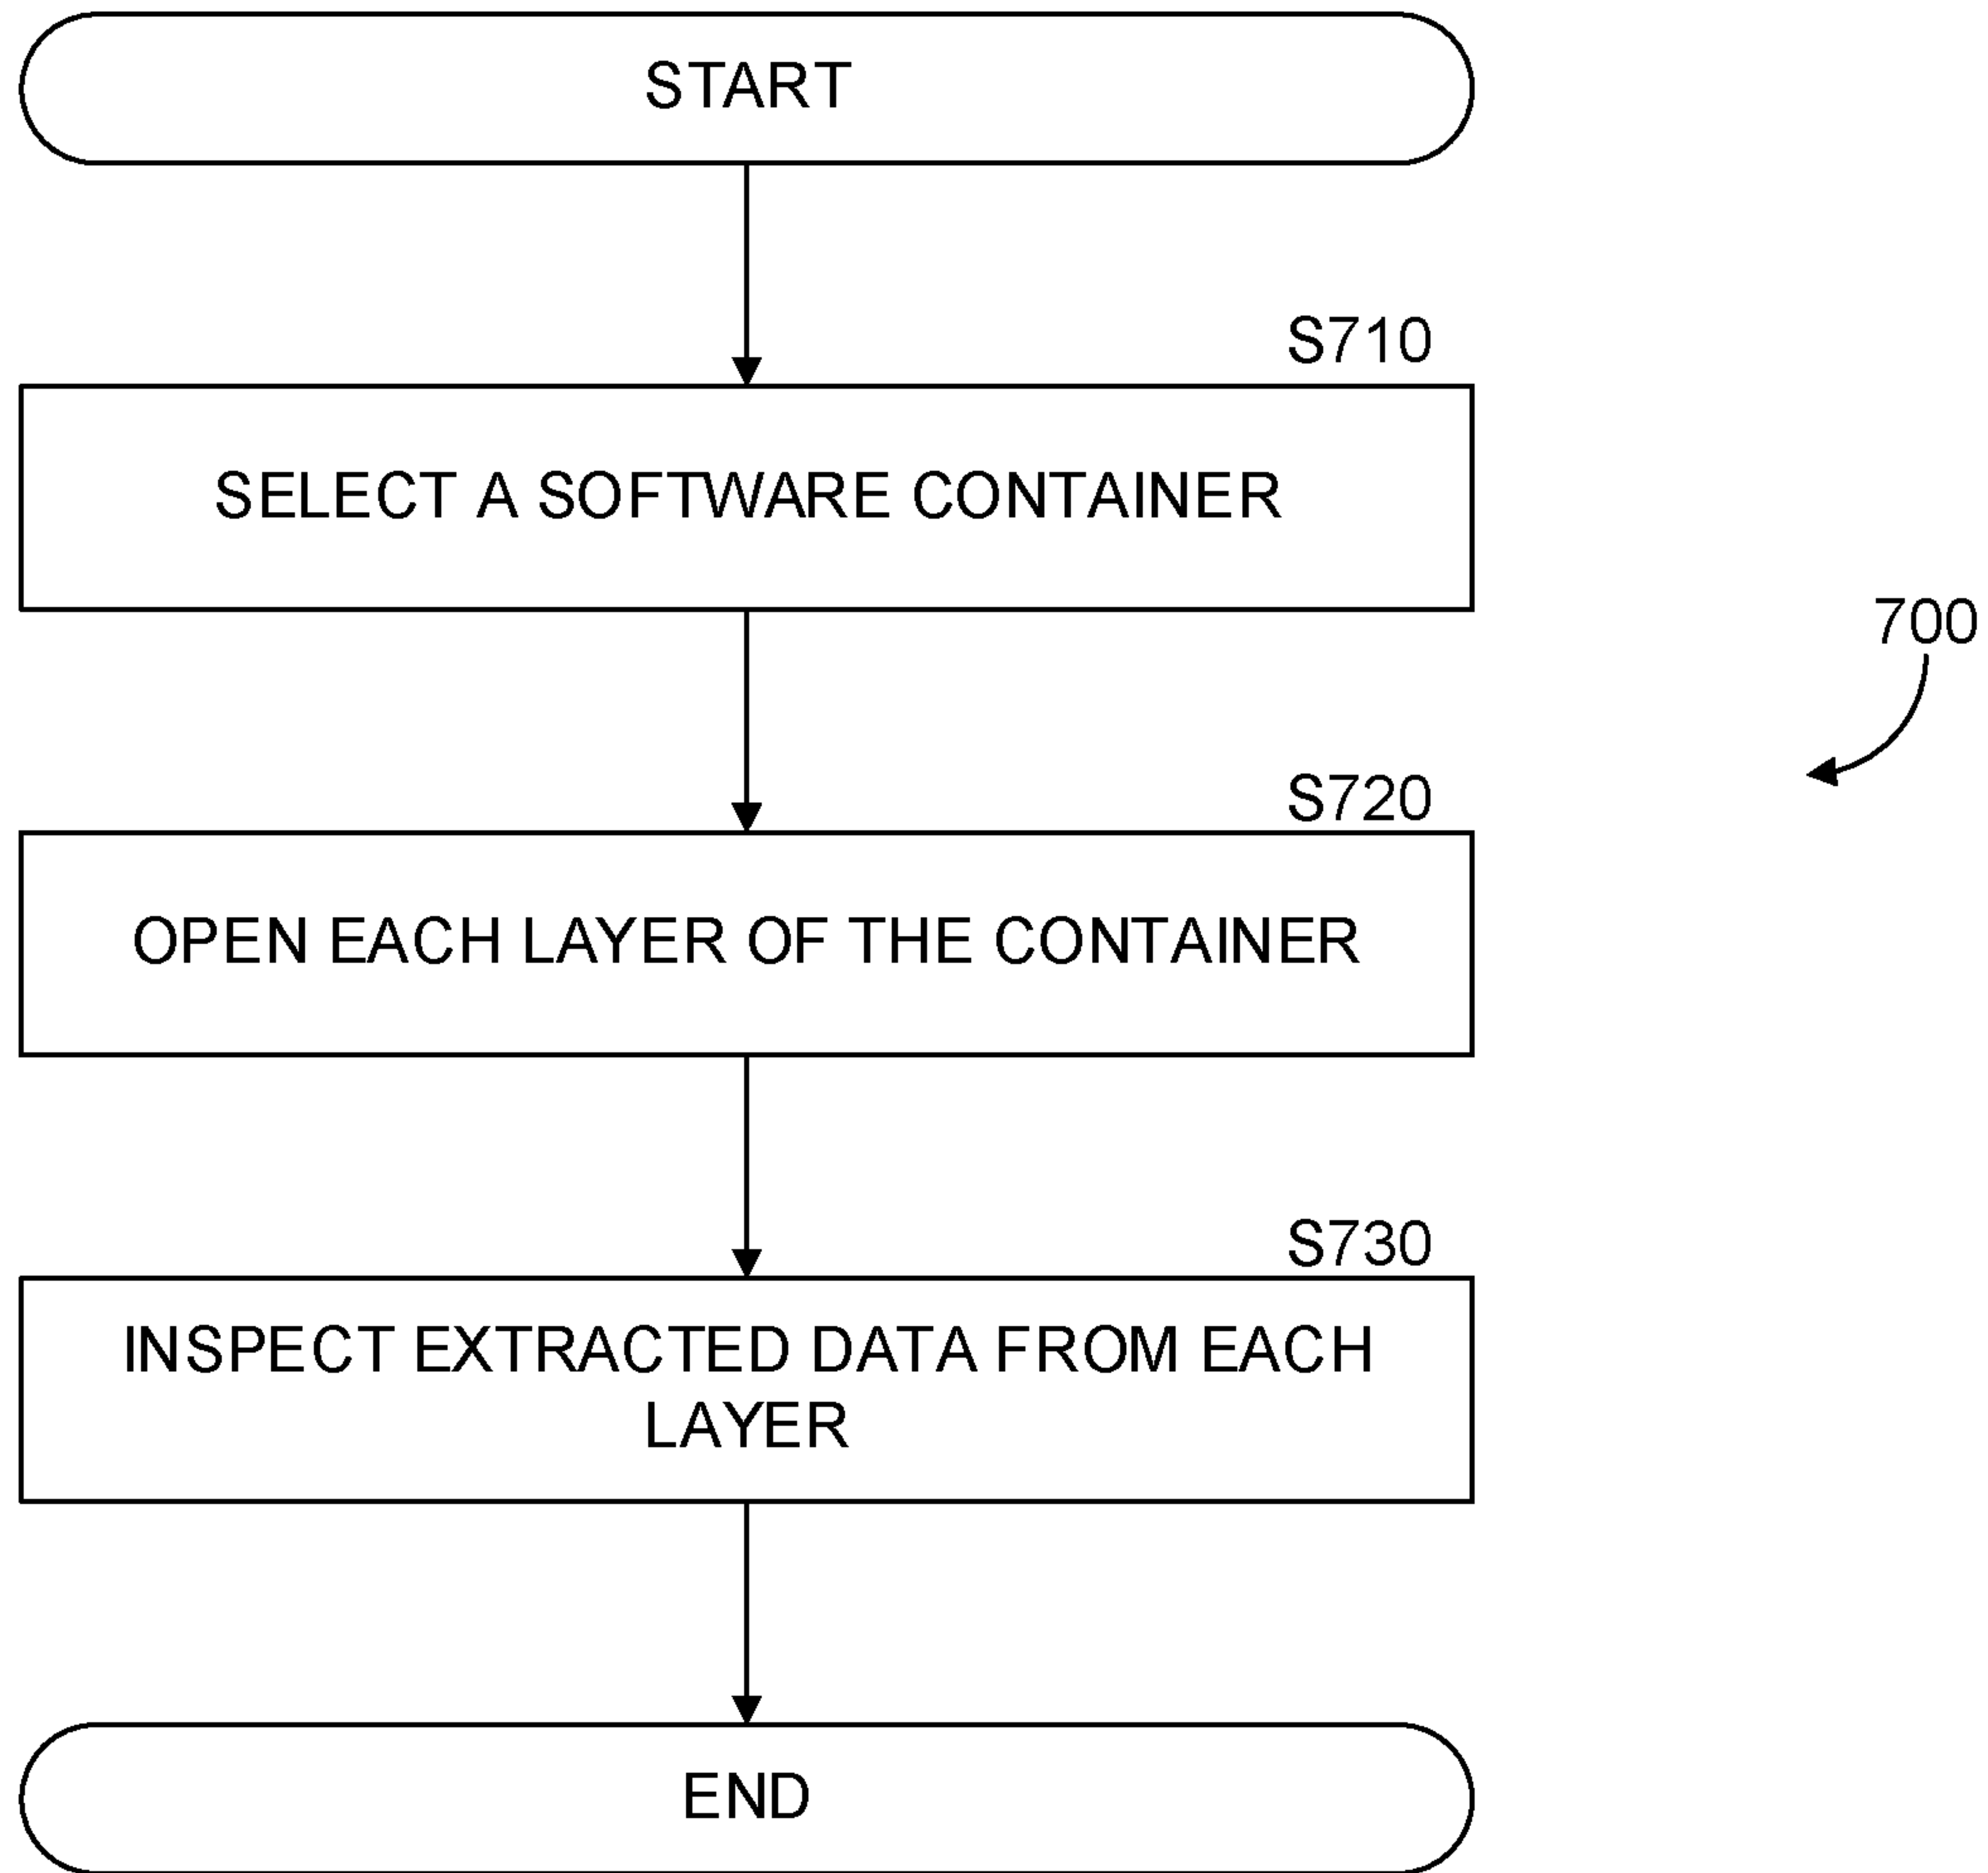 START
S710
SELECT A SOFTWARE CONTAINER
700
S720
OPEN EACH LAYER OF THE CONTAINER
S730
INSPECT EXTRACTED DATA FROM EACH
LAYER
END